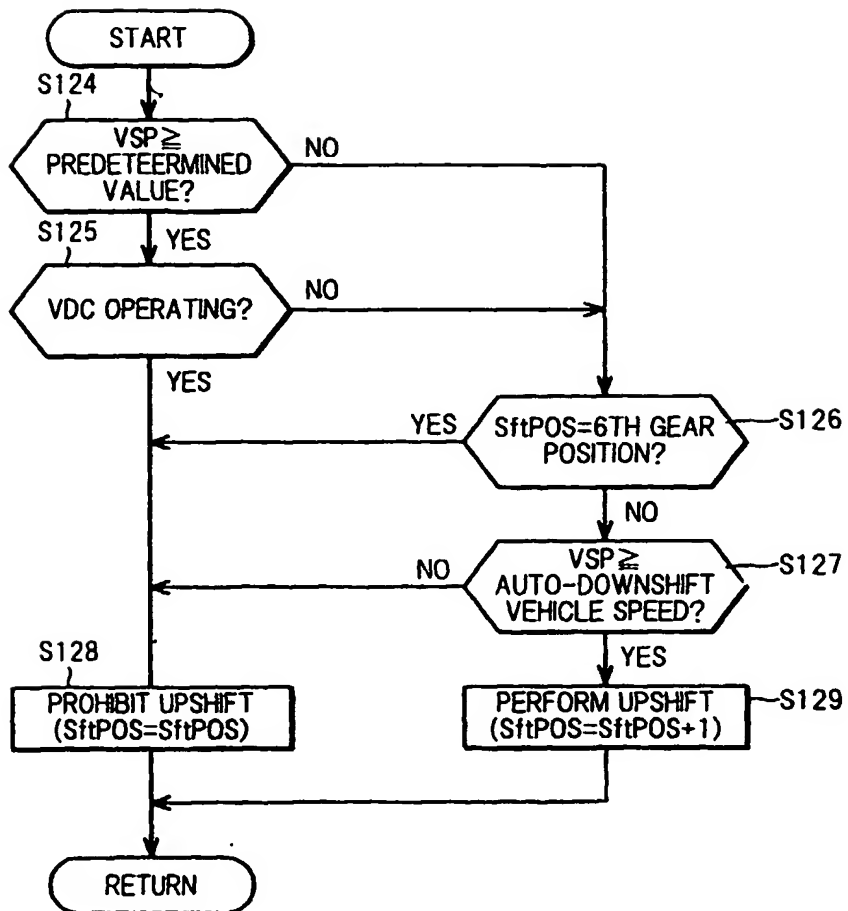 START
S124
VSP≧
PREDETEERMINED
VALUE?
NO
YES
S125
VDC OPERATING?
NO
YES
SftPOS=6TH GEAR
POSITION?
S126
YES
NO
VSP≧
AUTO-DOWNSHIFT
VEHICLE SPEED?
S127
NO
YES
S128
PROHIBIT UPSHIFT
(SftPOS=SftPOS)
PERFORM UPSHIFT
(SftPOS=SftPOS+1)
S129
RETURN